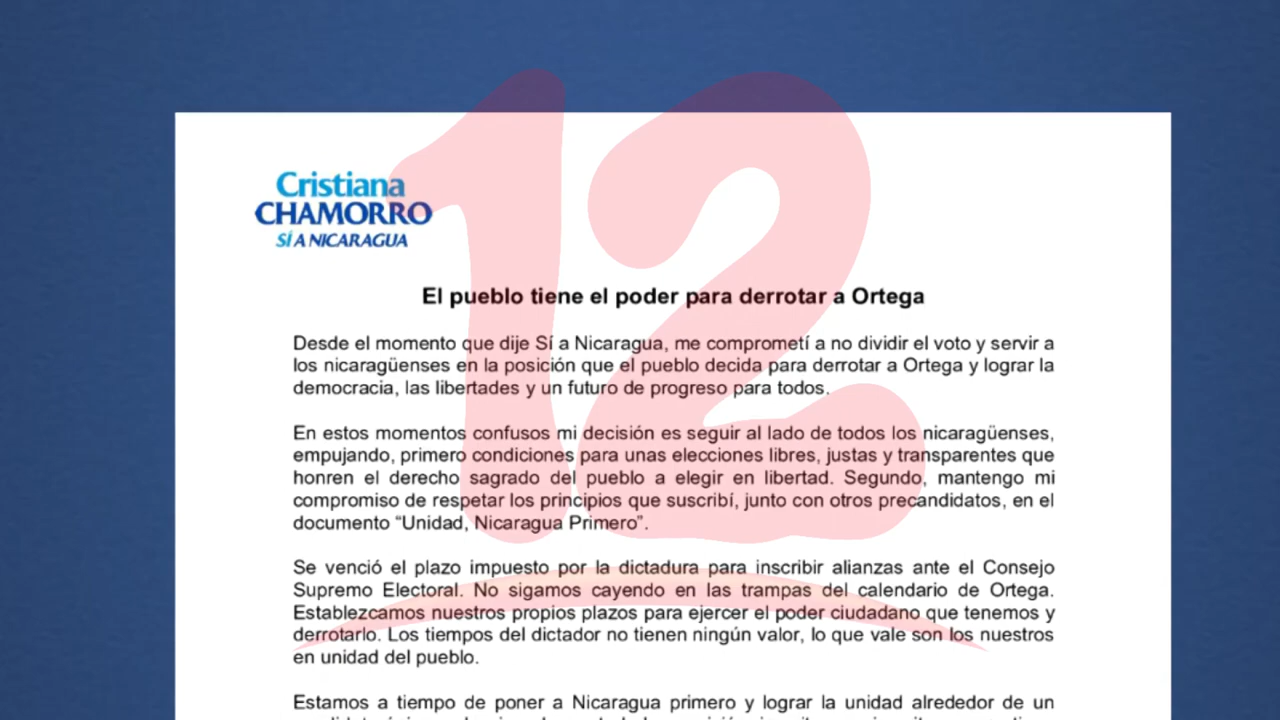 12
Cristiana
CHAMORRO
SÍ A NICARAGUA
El pueblo tiene el poder para derrotar a Ortega
Desde el momento que dije Sí a Nicaragua, me comprometí a no dividir el voto y servir a
los nicaragüenses en la posición que el pueblo decida para derrotar a Ortega y lograr la
democracia, las libertades y un futuro de progreso para todos.
En estos momentos confusos mi decisión es seguir al lado de todos los nicaragüenses,
empujando, primero condiciones para unas elecciones libres, justas y transparentes que
honren el derecho sagrado del pueblo a elegir en libertad. Segundo, mantengo mi
compromiso de respetar los principios que suscribí, junto con otros precandidatos, en el
documento “Unidad, Nicaragua Primero”.
Se venció el plazo impuesto por la dictadura para inscribir alianzas ante el Consejo
Supremo Electoral. No sigamos cayendo en las trampas del calendario de Ortega.
Establezcamos nuestros propios plazos para ejercer el poder ciudadano que tenemos y
derrotarlo. Los tiempos del dictador no tienen ningún valor, lo que vale son los nuestros
en unidad del pueblo.
Estamos a tiempo de poner a Nicaragua primero y lograr la unidad alrededor de un